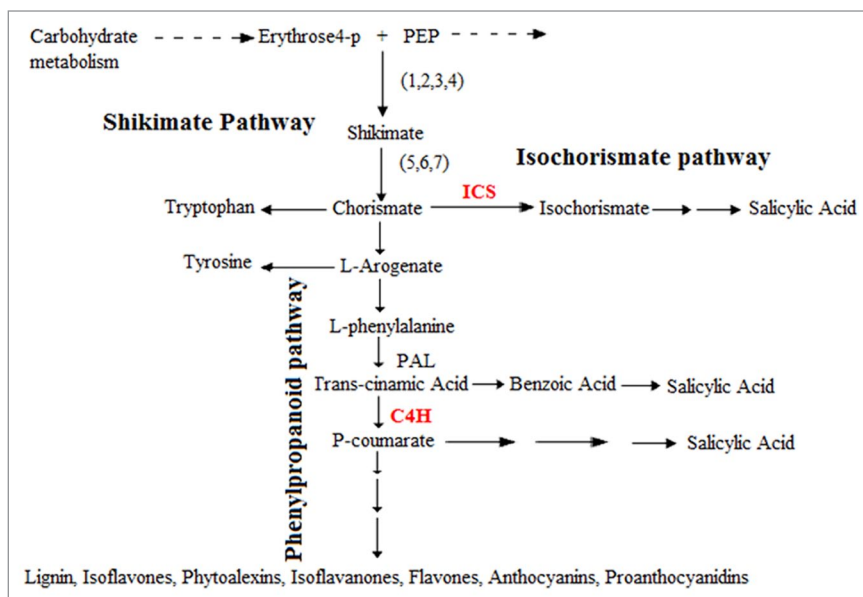 Carbohydrate metabolism
Erythrose4-p + PEP
(1,2,3,4)
Shikimate Pathway
Shikimate
(5,6,7)
Isochorismate pathway
ICS
Tryptophan
Chorismate
Isochorismate
Salicylic Acid
Tyrosine
L-Arogenate
Phenylpropanoid pathway
L-phenylalanine
PAL
Trans-cinamic Acid
Benzoic Acid
Salicylic Acid
C4H
P-coumarate
Salicylic Acid
Lignin, Isoflavones, Phytoalexins, Isoflavanones, Flavones, Anthocyanins, Proanthocyanidins